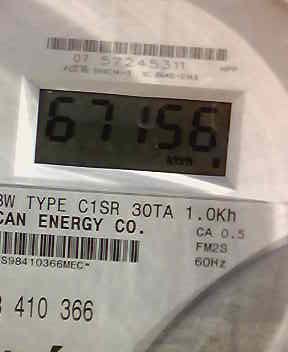 07 57245311
67156
kWh
3W TYPE C1SR 30TA 1.0Kh
CAN ENERGY CO.
CA 0.5
FM2S
60Hz
S98410366MEC-
410 366